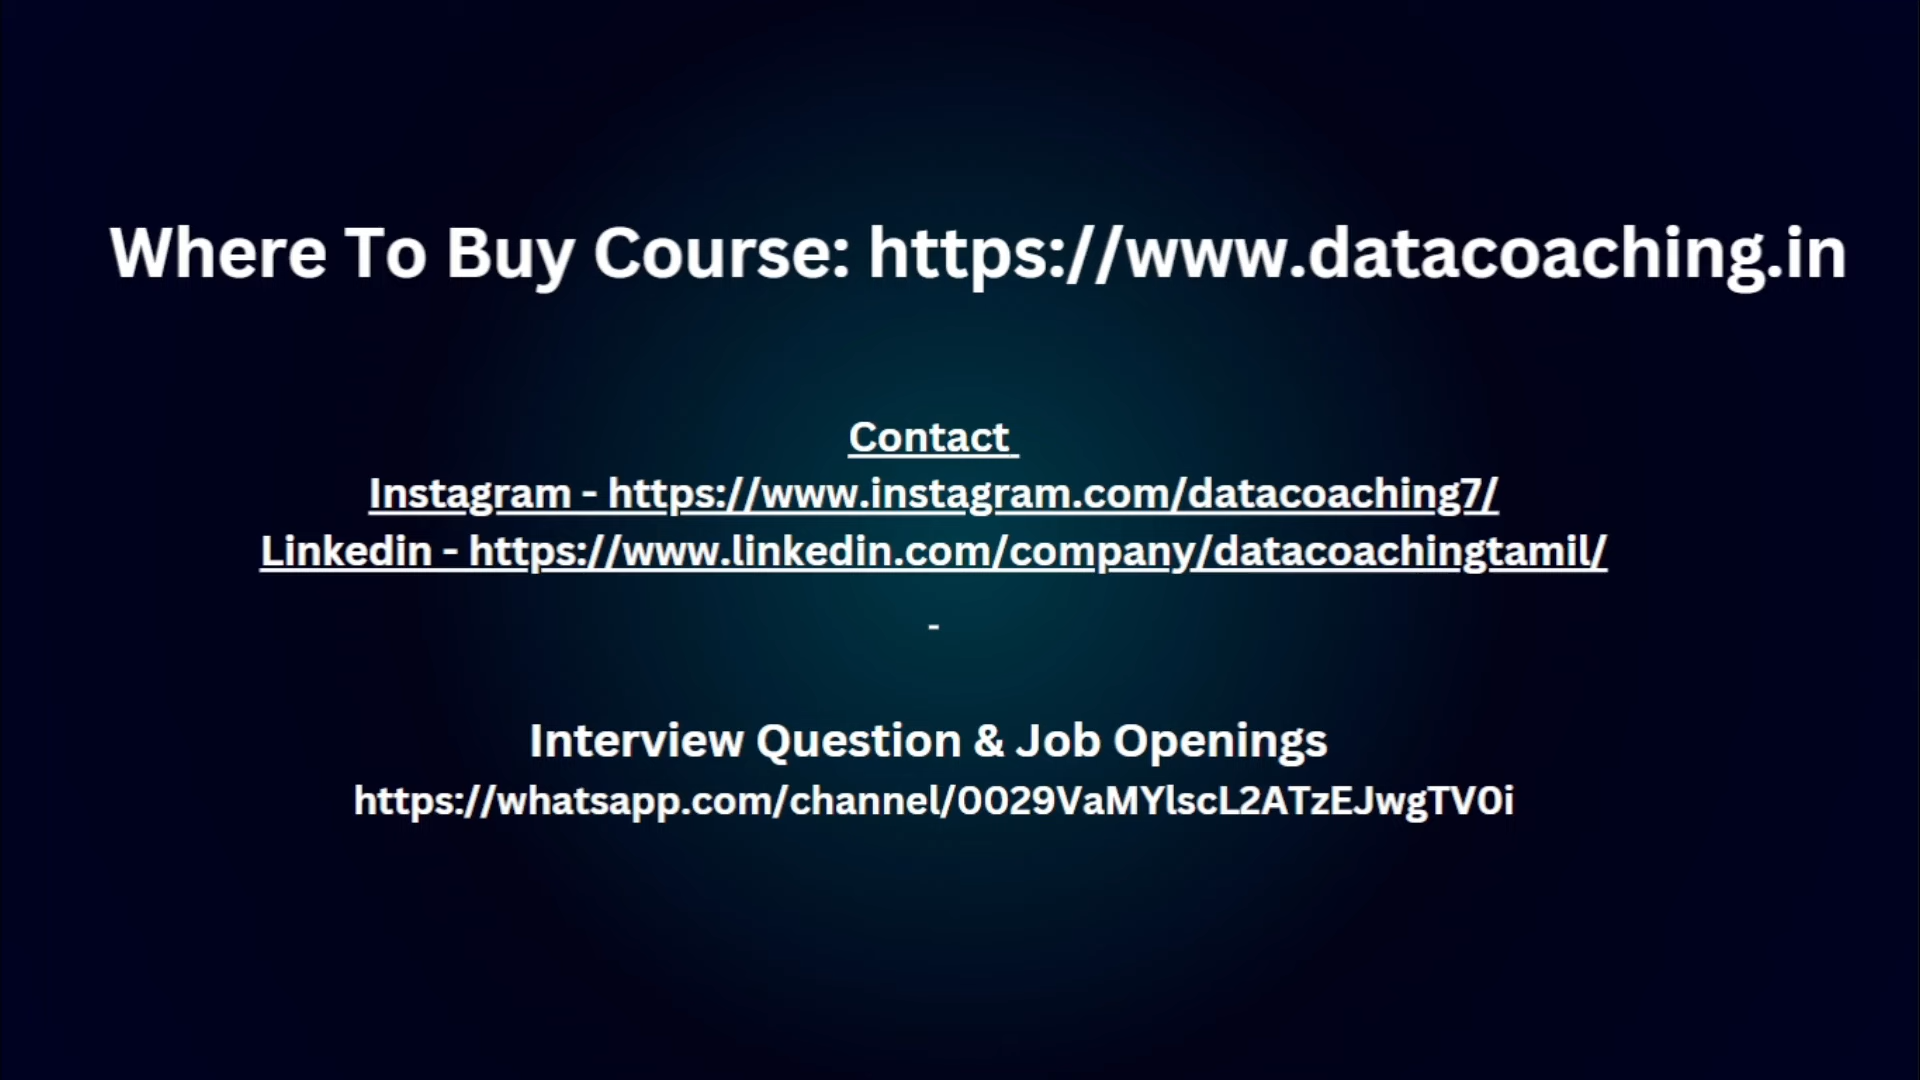 Where To Buy Course: https://www.datacoaching.in
Contact
Instagram - https://www.instagram.com/datacoaching7/
Linkedin - https://www.linkedin.com/company/datacoachingtamil/
-
Interview Question & Job Openings
https://whatsapp.com/channel/0029VaMYlscL2ATzEJwgTV0i